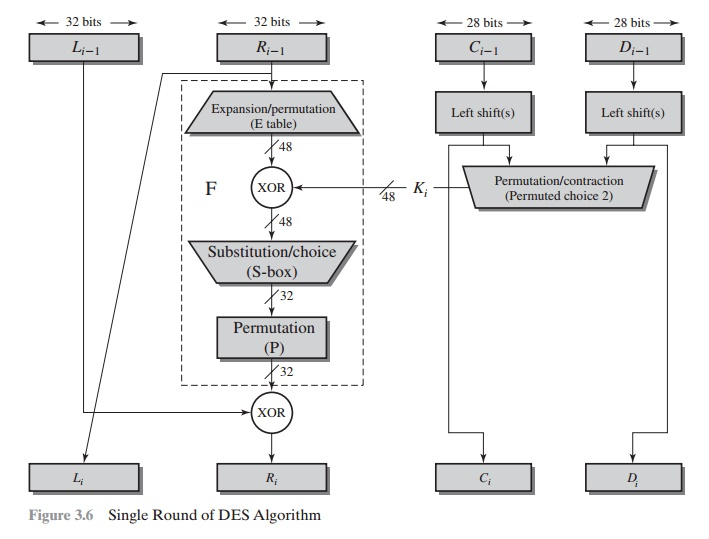 32 bits
32 bits
28 bits
28 bits
Li−1
Ri−1
Ci−1
Di−1
Expansion/permutation
(E table)
Left shift(s)
Left shift(s)
48
F
XOR
48
Ki
Permutation/contraction
(Permuted choice 2)
48
Substitution/choice
(S-box)
32
Permutation
(P)
32
XOR
Li
Ri
Ci
Di
Figure 3.6 Single Round of DES Algorithm